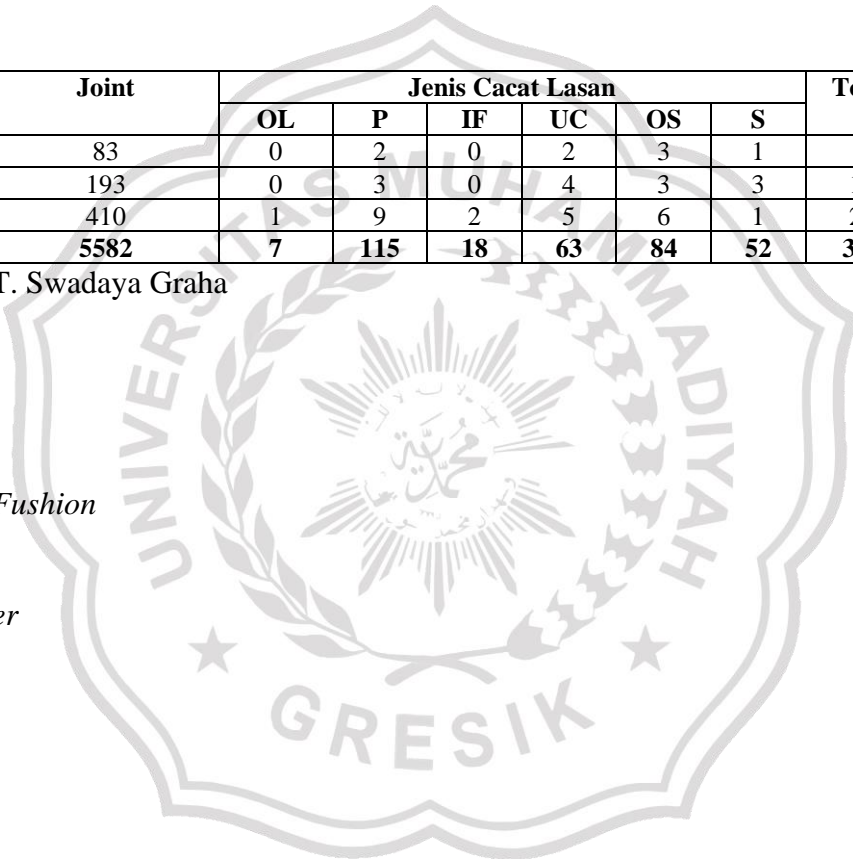 Joint Jenis Cacat Lasan
OL P IF UC OS S
83 0 2 0 2 3 1
193 0 3 0 4 3 3
410 1 9 2 5 6 1
5582 7 115 18 63 84 52
T. Swadaya Graha
Fushion
UNIVERSITAS MUHAMMADIYAH
GRESIK